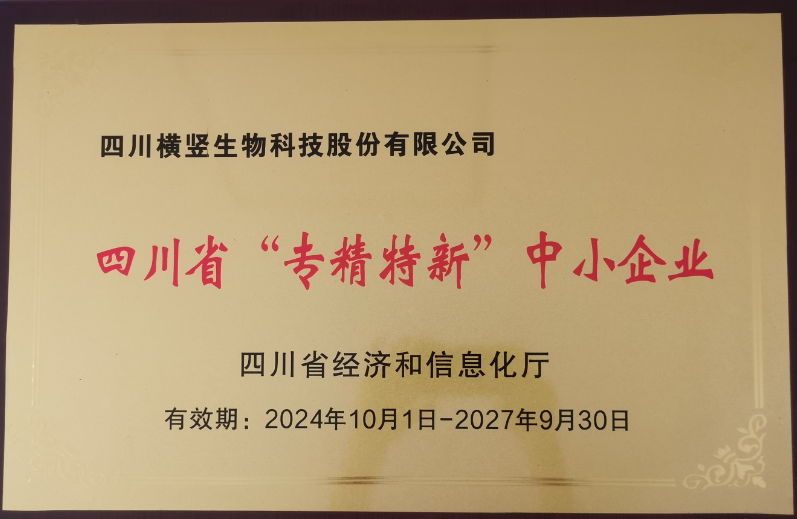 四川横竖生物科技股份有限公司
四川省“专精特新”中小企业
四川省经济和信息化厅
有效期：2024年10月1日-2027年9月30日